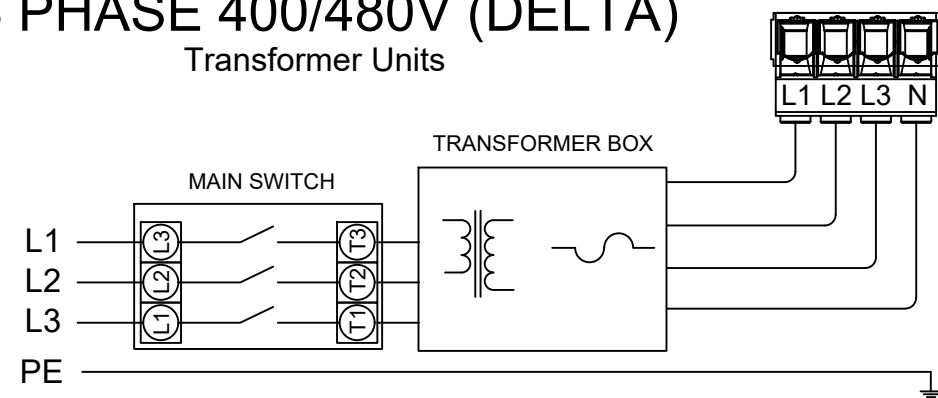 PHASE 400/480V (DELTA)
Transformer Units
L1 L2 L3 N
TRANSFORMER BOX
MAIN SWITCH
L1 L3 T3
L2 L2 T2
L3 L1 T1
PE